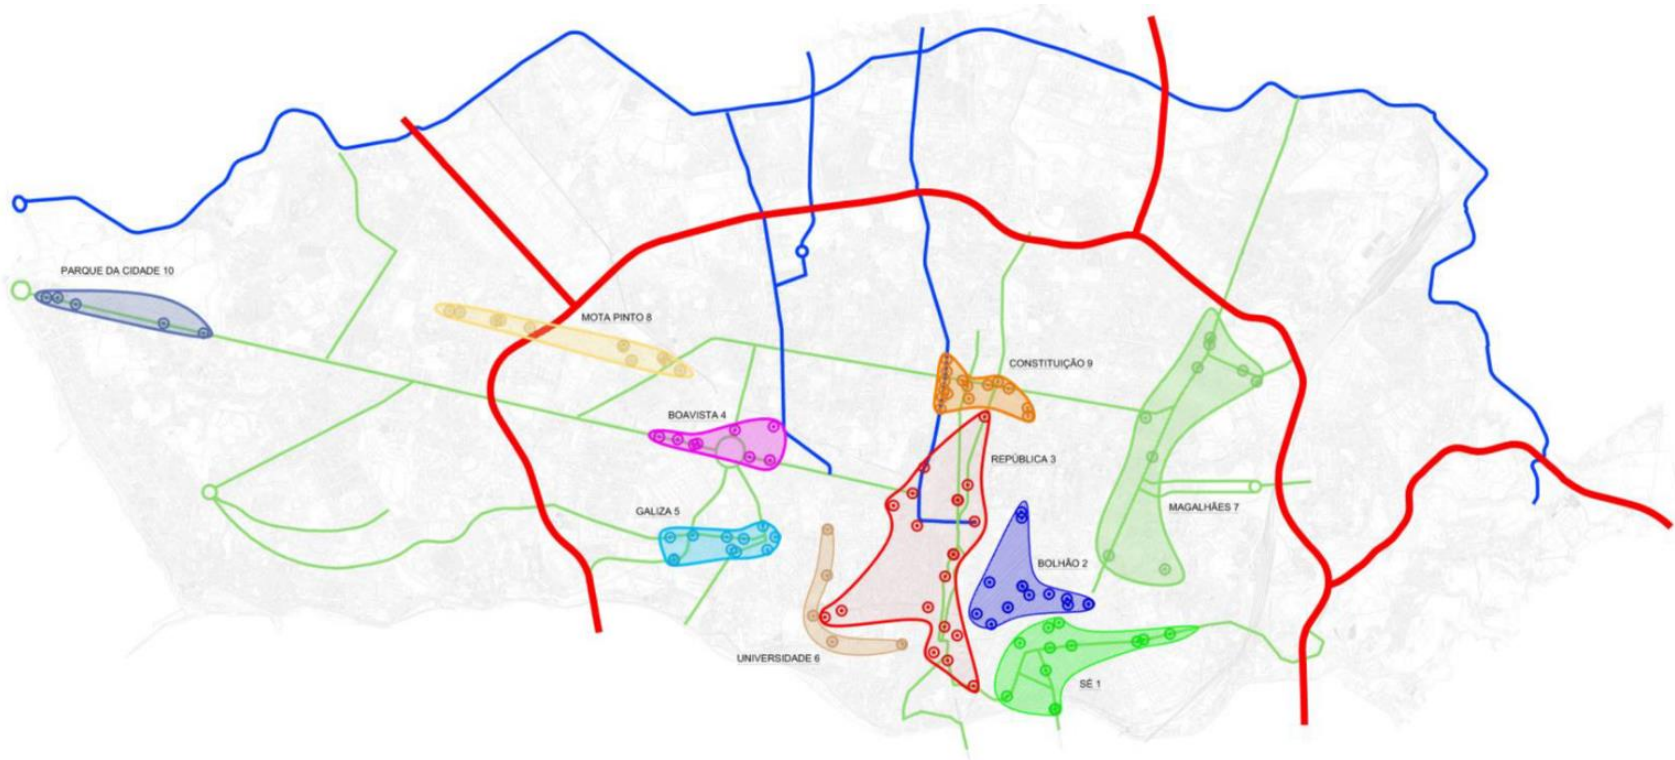 PARQUE DA CIDADE 10
MOTA PINTO 8
CONSTITUIÇÃO 9
BOAVISTA 4
REPÚBLICA 3
GALIZA 5
MAGALHÃES 7
BOLHÃO 2
UNIVERSIDADE 6
SÉ 1